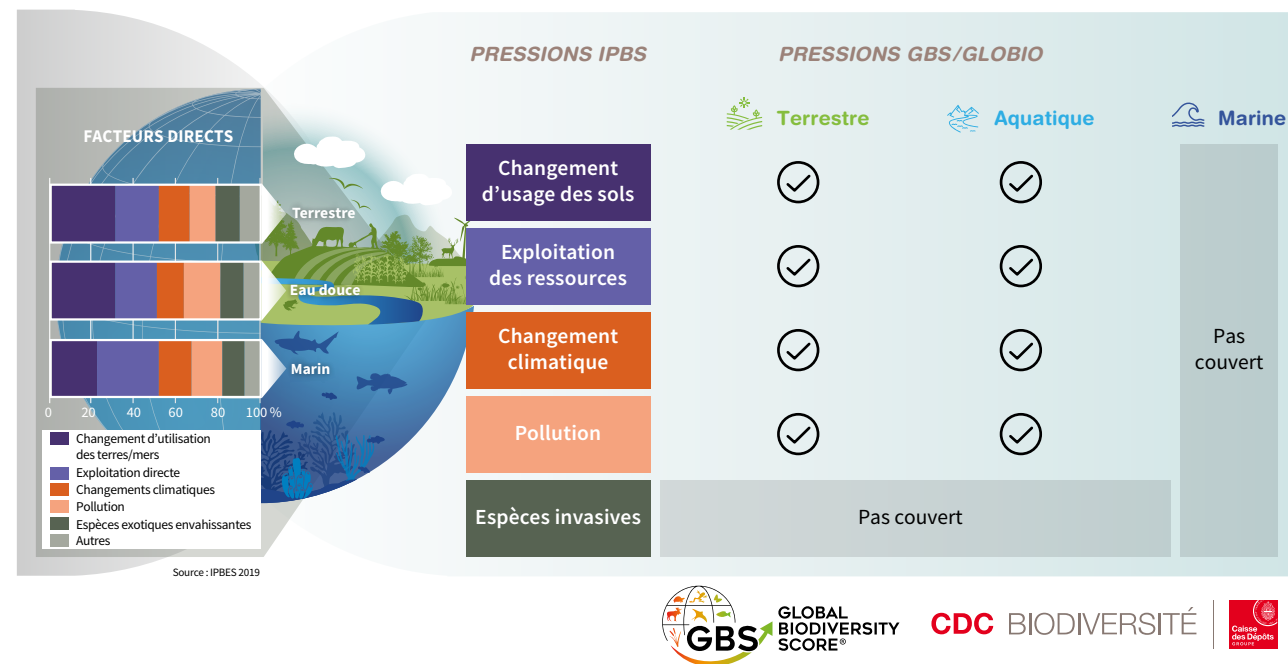 PRESSIONS IPBS
PRESSIONS GBS/GLOBIO
Terrestre
Aquatique
Marine
FACTEURS DIRECTS
Terrestre
Eau douce
Marin
0 20 40 60 80 100 %
Changement d'utilisation
des terres/mers
Exploitation directe
Changements climatiques
Pollution
Espèces exotiques envahissantes
Autres
Source : IPBES 2019
Changement
d'usage des sols
Exploitation
des ressources
Changement
climatique
Pollution
Espèces invasives
Pas couvert
Pas
couvert
GBS
GLOBAL
BIODIVERSITY
SCORE®
CDC BIODIVERSITÉ
Caisse
des Dépôts
GROUPE